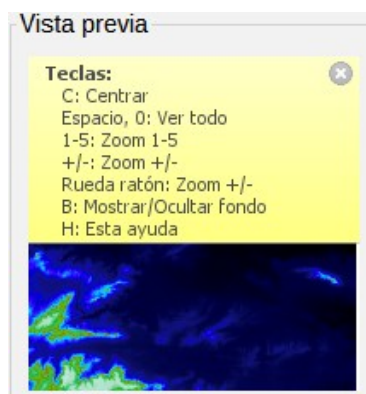 Vista previa
Teclas:
C: Centrar
Espacio, 0: Ver todo
1-5: Zoom 1-5
+/-: Zoom +/-
Rueda ratón: Zoom +/-
B: Mostrar/Ocultar fondo
H: Esta ayuda